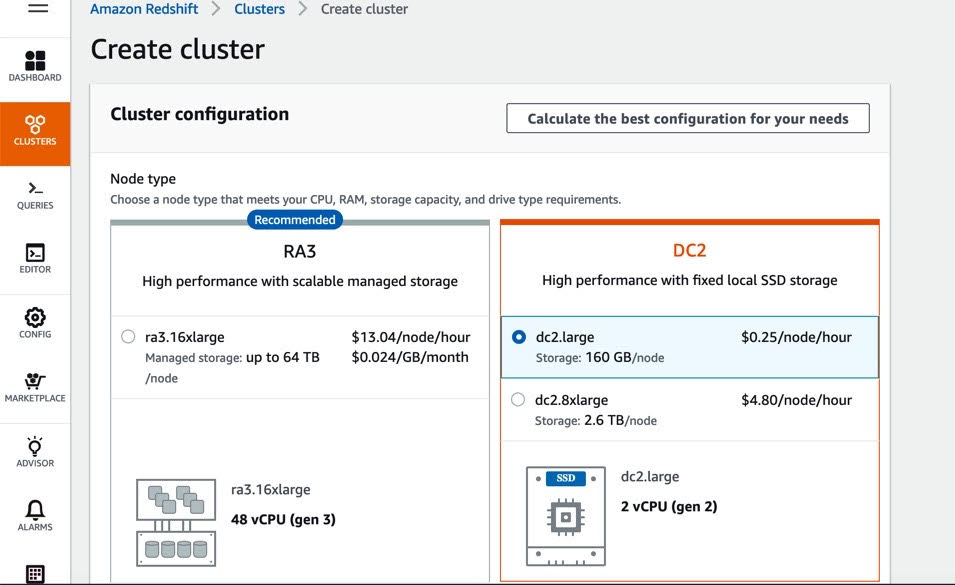 Amazon Redshift > Clusters > Create cluster
Create cluster
DASHBOARD
CLUSTERS
QUERIES
EDITOR
CONFIG
MARKETPLACE
ADVISOR
ALARMS
Cluster configuration
Calculate the best configuration for your needs
Node type
Choose a node type that meets your CPU, RAM, storage capacity, and drive type requirements.
Recommended
RA3
High performance with scalable managed storage
ra3.16xlarge $13.04/node/hour
Managed storage: up to 64 TB $0.024/GB/month
/node
ra3.16xlarge
48 vCPU (gen 3)
DC2
High performance with fixed local SSD storage
dc2.large $0.25/node/hour
Storage: 160 GB/node
dc2.8xlarge $4.80/node/hour
Storage: 2.6 TB/node
SSD
dc2.large
2 vCPU (gen 2)